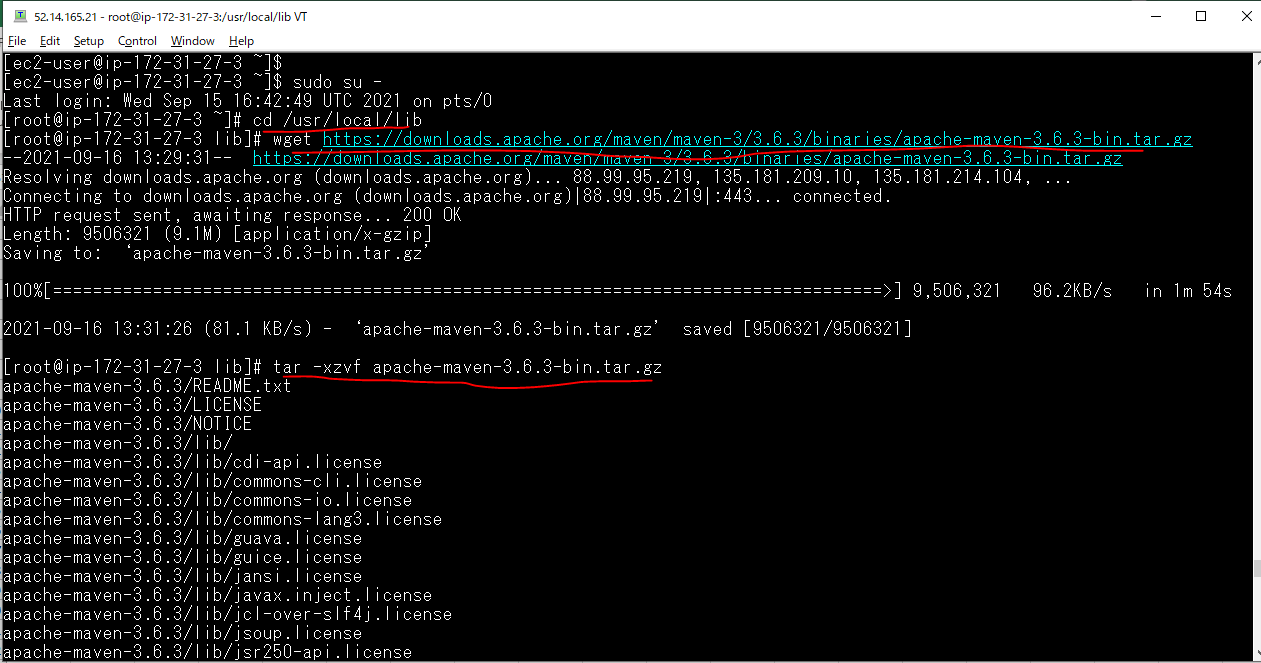 52.14.165.21 - root@ip-172-31-27-3:/usr/local/lib VT
File Edit Setup Control Window Help
[ec2-user@ip-172-31-27-3 ~]$
[ec2-user@ip-172-31-27-3 ~]$ sudo su -
Last login: Wed Sep 15 16:42:49 UTC 2021 on pts/0
[root@ip-172-31-27-3 ~]# cd /usr/local/lib
[root@ip-172-31-27-3 lib]# wget https://downloads.apache.org/maven/maven-3/3.6.3/binaries/apache-maven-3.6.3-bin.tar.gz
--2021-09-16 13:29:31--  https://downloads.apache.org/maven/maven-3/3.6.3/binaries/apache-maven-3.6.3-bin.tar.gz
Resolving downloads.apache.org (downloads.apache.org)... 88.99.95.219, 135.181.209.10, 135.181.214.104, ...
Connecting to downloads.apache.org (downloads.apache.org)|88.99.95.219|:443... connected.
HTTP request sent, awaiting response... 200 OK
Length: 9506321 (9.1M) [application/x-gzip]
Saving to: ‘apache-maven-3.6.3-bin.tar.gz’
100%[===================================================================================>] 9,506,321   96.2KB/s   in 1m 54s
2021-09-16 13:31:26 (81.1 KB/s) - ‘apache-maven-3.6.3-bin.tar.gz’ saved [9506321/9506321]
[root@ip-172-31-27-3 lib]# tar -xzvf apache-maven-3.6.3-bin.tar.gz
apache-maven-3.6.3/README.txt
apache-maven-3.6.3/LICENSE
apache-maven-3.6.3/NOTICE
apache-maven-3.6.3/lib/
apache-maven-3.6.3/lib/cdi-api.license
apache-maven-3.6.3/lib/commons-cli.license
apache-maven-3.6.3/lib/commons-io.license
apache-maven-3.6.3/lib/commons-lang3.license
apache-maven-3.6.3/lib/guava.license
apache-maven-3.6.3/lib/guice.license
apache-maven-3.6.3/lib/jansi.license
apache-maven-3.6.3/lib/javax.inject.license
apache-maven-3.6.3/lib/jcl-over-slf4j.license
apache-maven-3.6.3/lib/jsoup.license
apache-maven-3.6.3/lib/jsr250-api.license